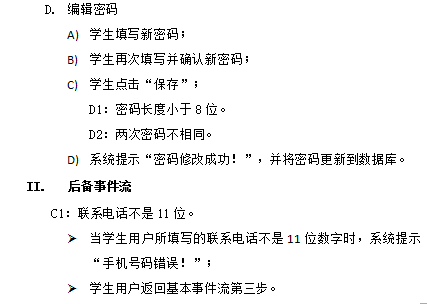 D. 编辑密码
A) 学生填写新密码；
B) 学生再次填写并确认新密码；
C) 学生点击“保存”；
D1：密码长度小于 8 位。
D2：两次密码不相同。
D) 系统提示“密码修改成功！”，并将密码更新到数据库。
II. 后备事件流
C1：联系电话不是 11 位。
➢ 当学生用户所填写的联系电话不是 11 位数字时，系统提示
“手机号码错误！”；
➢ 学生用户返回基本事件流第三步。